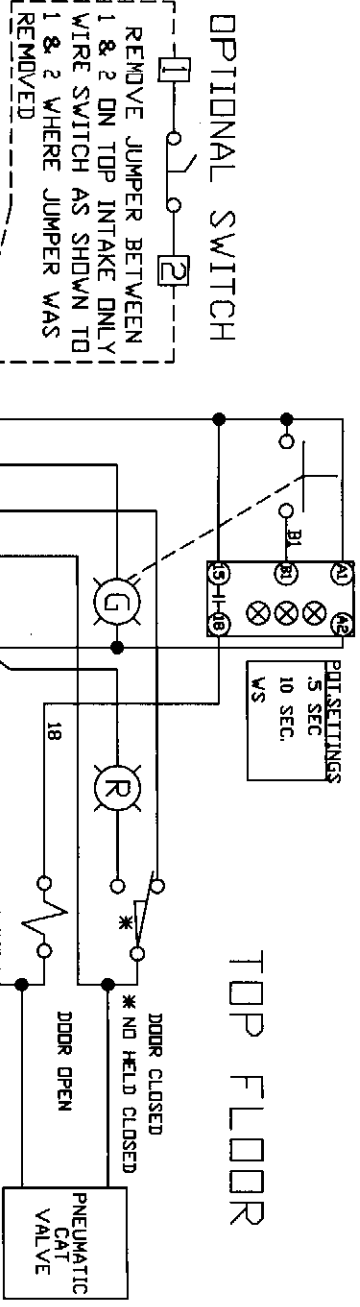 OPTIONAL SWITCH
1
2
REMOVE JUMPER BETWEEN
1 & 2 ON TOP INTAKE ONLY
WIRE SWITCH AS SHOWN TO
1 & 2 WHERE JUMPER WAS
REMOVED
TOP FLOOR
POT.SETTINGS
.5 SEC
10 SEC.
WS
A1
A2
B1
B1
15
18
G
R
18
*
DOOR CLOSED
* NO HELD CLOSED
DOOR OPEN
PNEUMATIC
CAT
VALVE